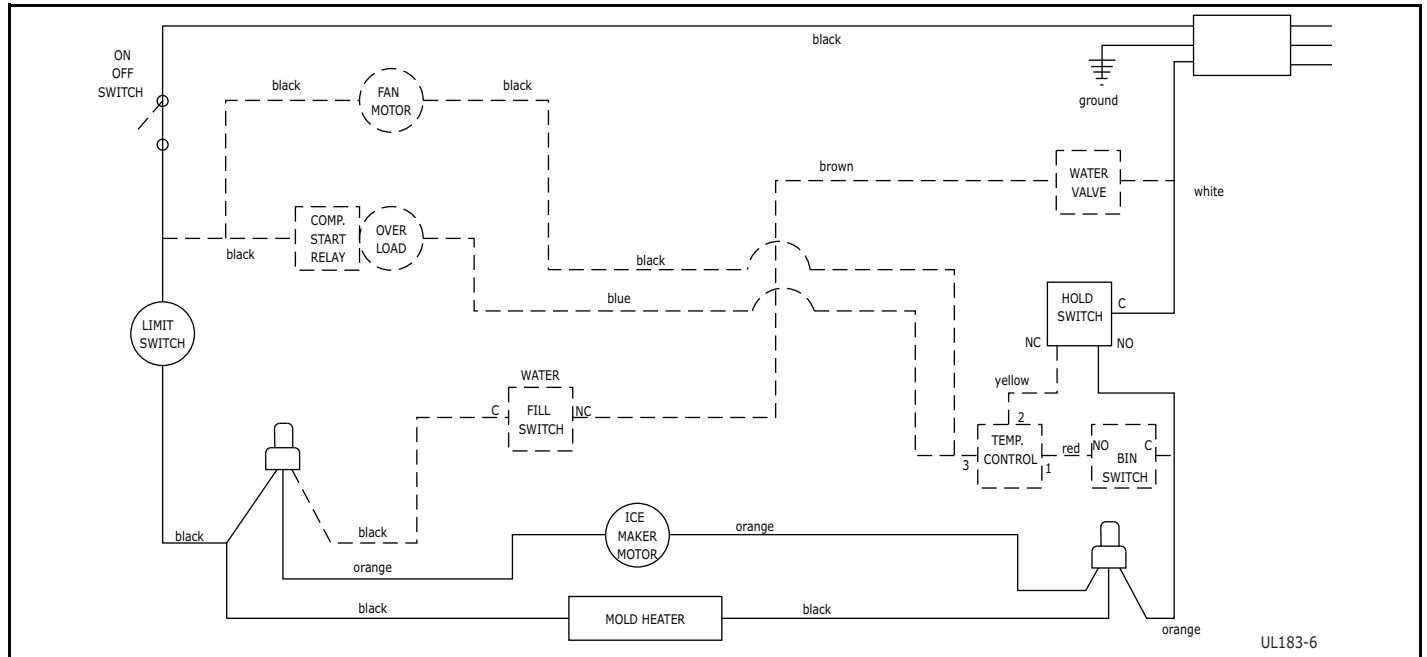 black
ON
OFF
SWITCH
black
FAN
MOTOR
black
ground
brown
WATER
VALVE
white
COMP.
START
RELAY
OVER
LOAD
black
black
blue
HOLD
SWITCH
C
NC
NO
LIMIT
SWITCH
yellow
WATER
C
FILL
SWITCH
NC
2
TEMP.
CONTROL
3
1
red
NO
C
BIN
SWITCH
black
black
ICE
MAKER
MOTOR
orange
orange
black
MOLD HEATER
black
orange
UL183-6